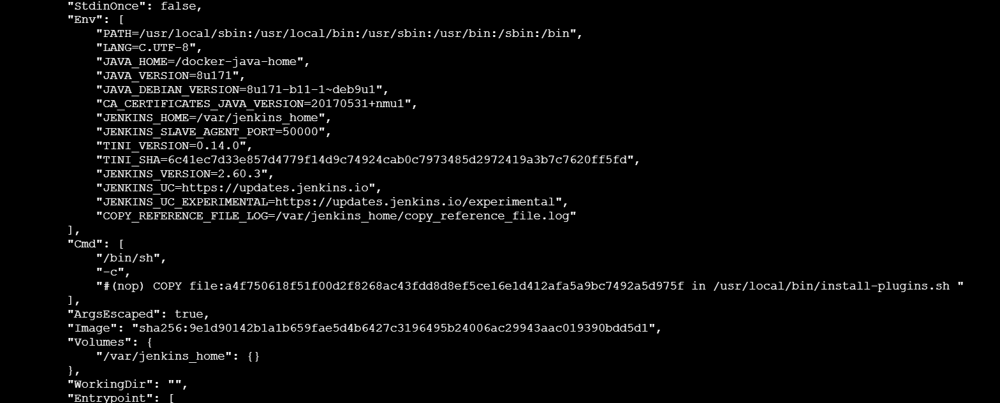 "StdinOnce": false,
"Env": [
"PATH=/usr/local/sbin:/usr/local/bin:/usr/sbin:/usr/bin:/sbin:/bin",
"LANG=C.UTF-8",
"JAVA_HOME=/docker-java-home",
"JAVA_VERSION=8u171",
"JAVA_DEBIAN_VERSION=8u171-b11-1~deb9u1",
"CA_CERTIFICATES_JAVA_VERSION=20170531+nmu1",
"JENKINS_HOME=/var/jenkins_home",
"JENKINS_SLAVE_AGENT_PORT=50000",
"TINI_VERSION=0.14.0",
"TINI_SHA=6c41ec7d33e857d4779f14d9c74924cab0c7973485d2972419a3b7c7620ff5fd",
"JENKINS_VERSION=2.60.3",
"JENKINS_UC=https://updates.jenkins.io",
"JENKINS_UC_EXPERIMENTAL=https://updates.jenkins.io/experimental",
"COPY_REFERENCE_FILE_LOG=/var/jenkins_home/copy_reference_file.log"
],
"Cmd": [
"/bin/sh",
"-c",
"#(nop) COPY file:a4f750618f51f00d2f8268ac43fdd8d8ef5ce16e1d412afa5a9bc7492a5d975f in /usr/local/bin/install-plugins.sh "
],
"ArgsEscaped": true,
"Image": "sha256:9e1d90142b1a1b659fae5d4b6427c3196495b24006ac29943aac019390bdd5d1",
"Volumes": {
"/var/jenkins_home": {}
},
"WorkingDir": "",
"Entrypoint": [